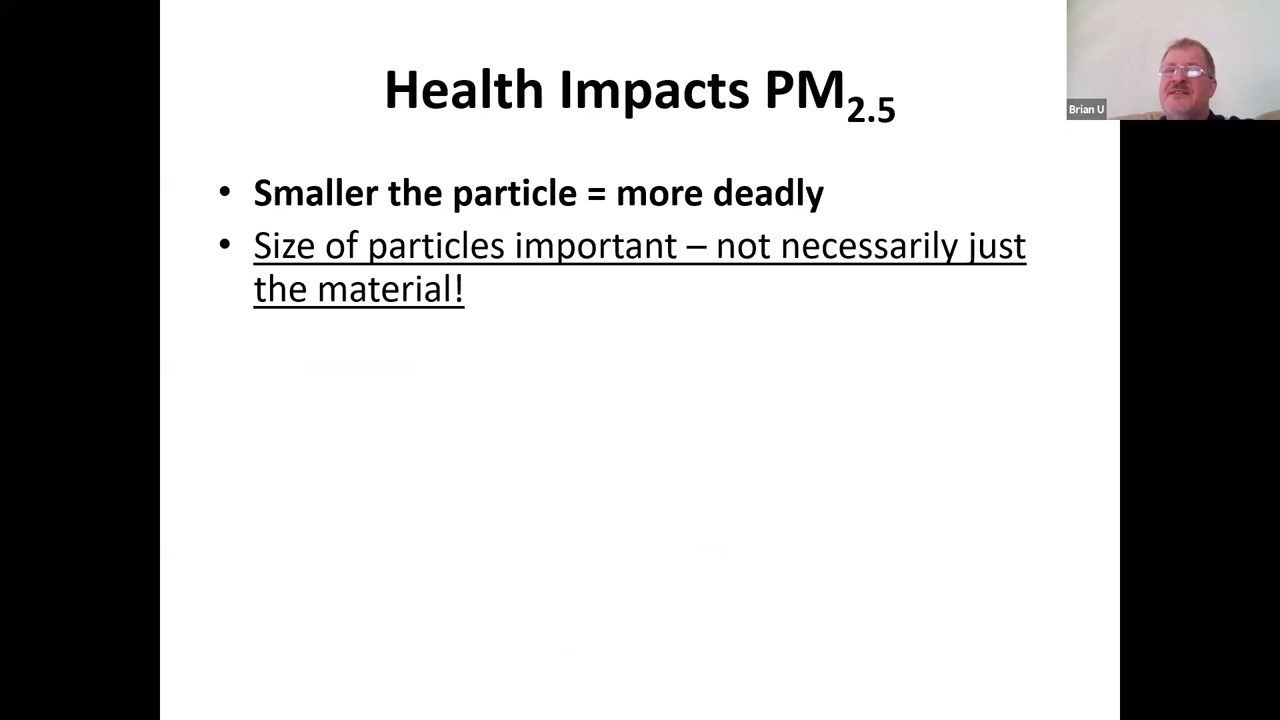 Health Impacts PM2.5
Brian U
• Smaller the particle = more deadly
• Size of particles important – not necessarily just
the material!